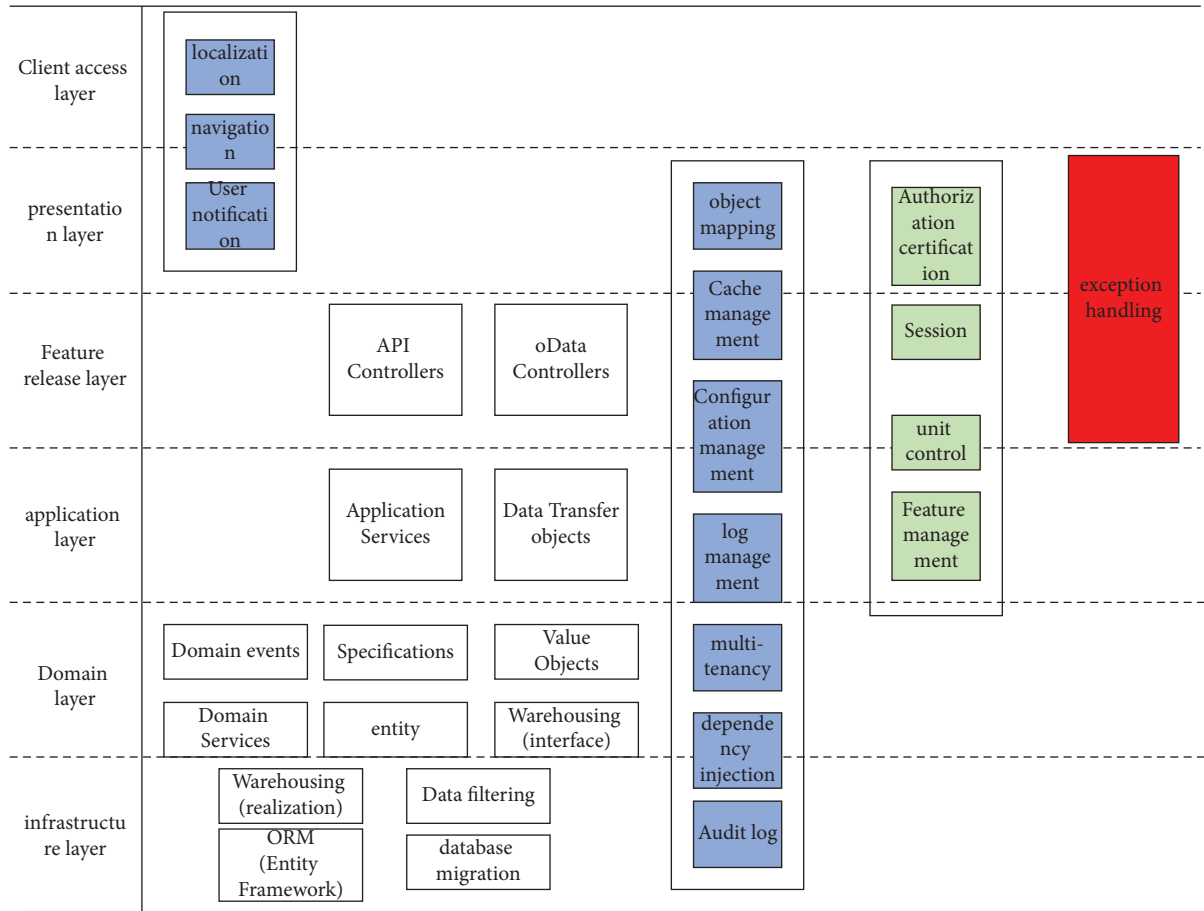 Client access
layer
localizati
on
navigatio
n
presentatio
n layer
User
notification
object
mapping
Authoriz
ation
certificat
ion
exception
handling
Cache
manage
ment
Feature
release layer
API
Controllers
oData
Controllers
Session
Configur
ation
manage
ment
unit
control
application
layer
Application
Services
Data Transfer
objects
log
manage
ment
Feature
manage
ment
Domain
layer
Domain events
Specifications
Value
Objects
multi-
tenancy
Domain
Services
entity
Warehousing
(interface)
depende
ncy
injection
infrastructu
re layer
Warehousing
(realization)
Data filtering
ORM
(Entity
Framework)
database
migration
Audit log